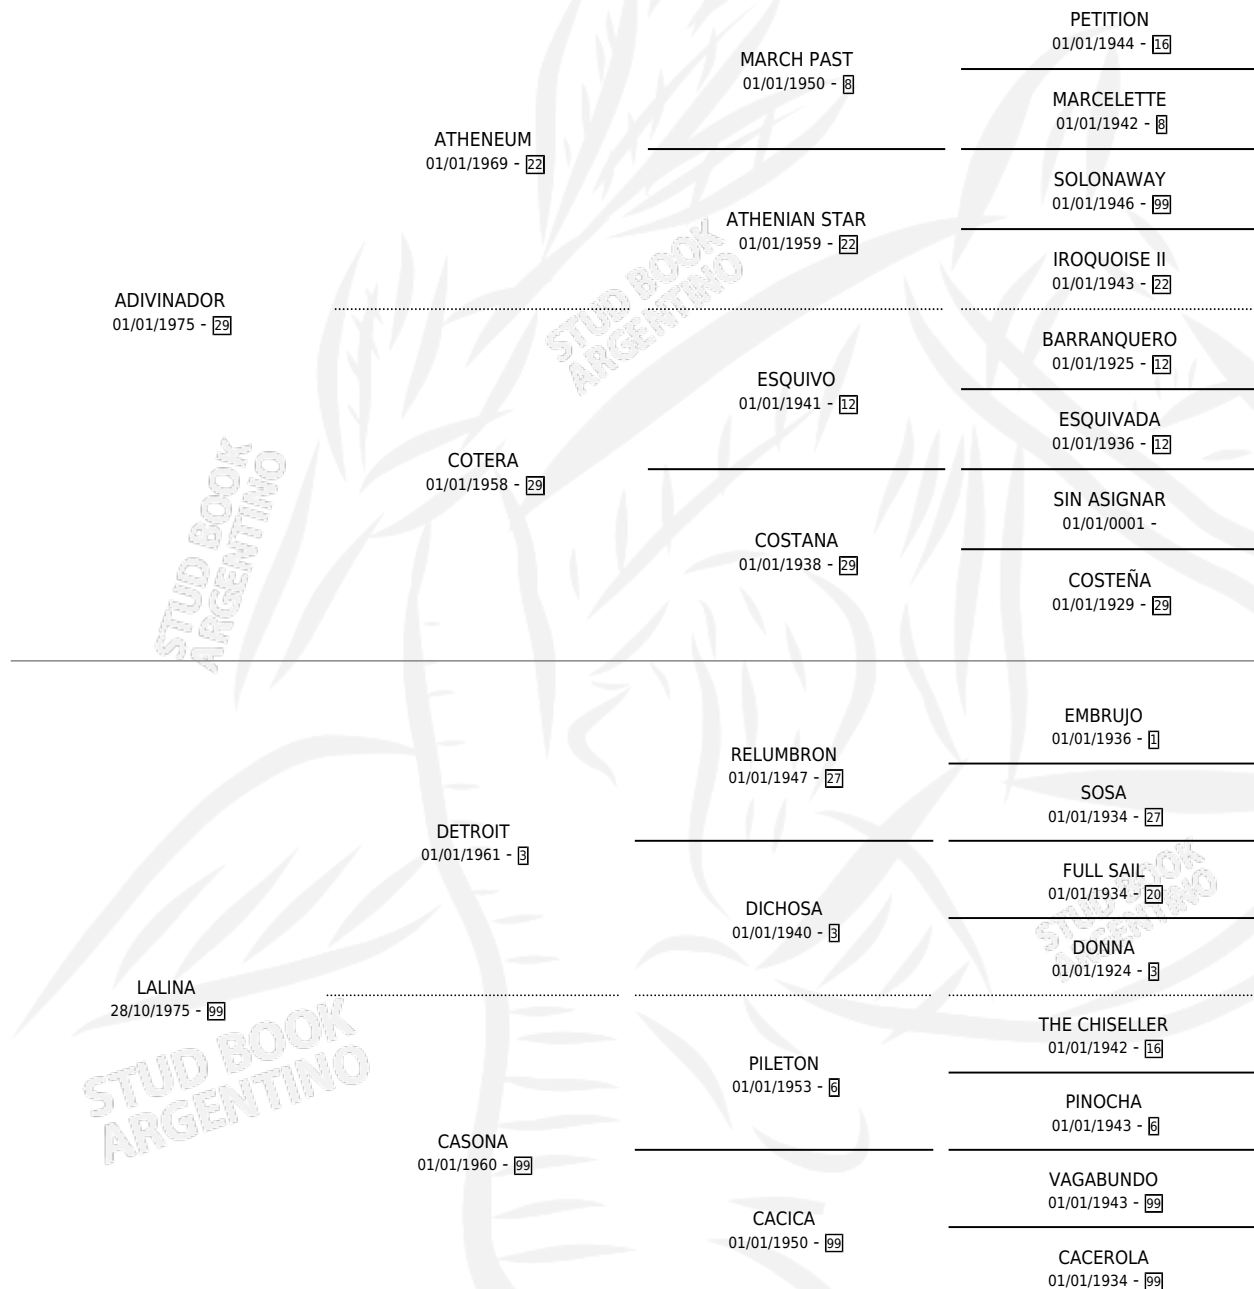 PETITION
01/01/1944 - 16
MARCH PAST
01/01/1950 - 8
MARCELETTE
01/01/1942 - 8
ATHENEUM
01/01/1969 - 22
SOLONAWAY
01/01/1946 - 99
ATHENIAN STAR
01/01/1959 - 22
IROQUOISE II
01/01/1943 - 22
ADIVINADOR
01/01/1975 - 29
BARRANQUERO
01/01/1925 - 12
ESQUIVO
01/01/1941 - 12
ESQUIVADA
01/01/1936 - 12
COTERA
01/01/1958 - 29
SIN ASIGNAR
01/01/0001 -
COSTANA
01/01/1938 - 29
COSTEÑA
01/01/1929 - 29
STUD BOOK
ARGENTINO
STUD BOOK
ARGENTINO
EMBRUJO
01/01/1936 - 1
RELUMBRON
01/01/1947 - 27
SOSA
01/01/1934 - 27
DETROIT
01/01/1961 - 3
FULL SAIL
01/01/1934 - 20
DICHOSA
01/01/1940 - 3
DONNA
01/01/1924 - 3
STUD BOOK
ARGENTINO
LALINA
28/10/1975 - 99
THE CHISELLER
01/01/1942 - 16
PILETON
01/01/1953 - 6
PINOCHA
01/01/1943 - 6
STUD BOOK
ARGENTINO
CASONA
01/01/1960 - 99
VAGABUNDO
01/01/1943 - 99
CACICA
01/01/1950 - 99
CACEROLA
01/01/1934 - 99